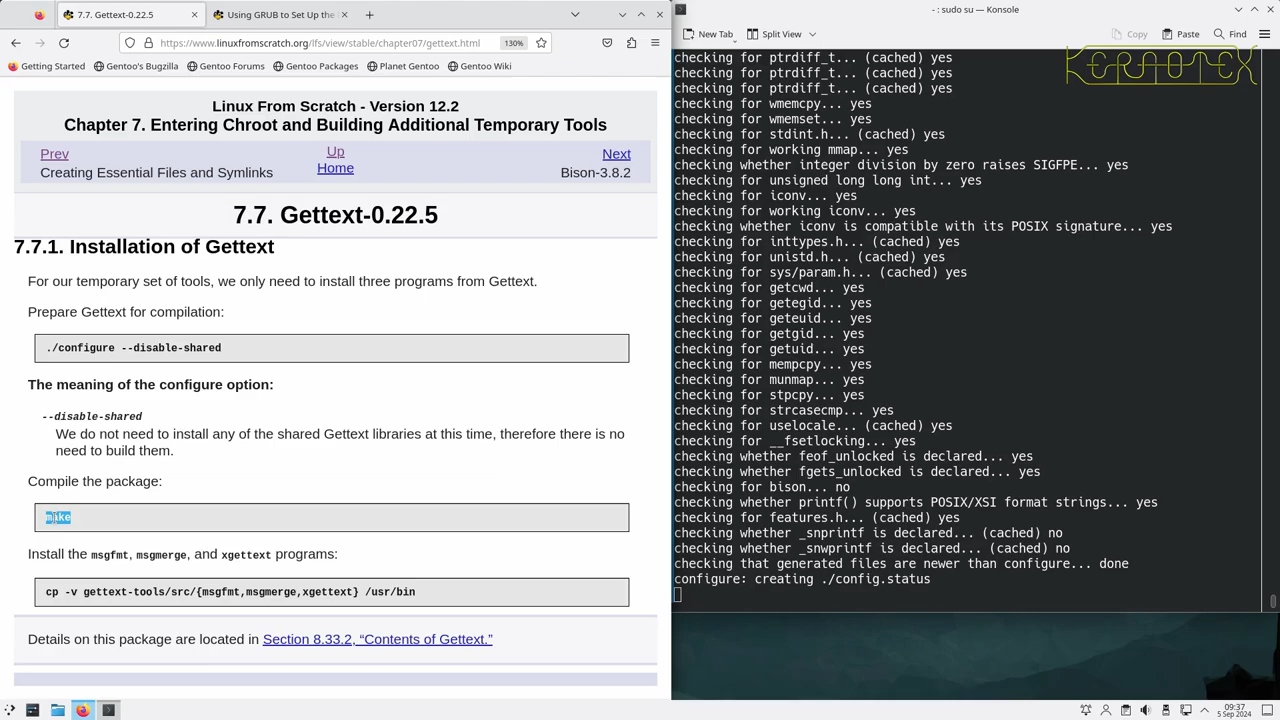 7.7. Gettext-0.22.5
Using GRUB to Set Up the
https://www.linuxfromscratch.org/lfs/view/stable/chapter07/gettext.html
130%
Getting Started
Gentoo's Bugzilla
Gentoo Forums
Gentoo Packages
Planet Gentoo
Gentoo Wiki
Linux From Scratch - Version 12.2
Chapter 7. Entering Chroot and Building Additional Temporary Tools
Prev
Up
Next
Creating Essential Files and Symlinks
Home
Bison-3.8.2
7.7. Gettext-0.22.5
7.7.1. Installation of Gettext
For our temporary set of tools, we only need to install three programs from Gettext.
Prepare Gettext for compilation:
./configure --disable-shared
The meaning of the configure option:
--disable-shared
We do not need to install any of the shared Gettext libraries at this time, therefore there is no
need to build them.
Compile the package:
make
Install the msgfmt, msgmerge, and xgettext programs:
cp -v gettext-tools/src/{msgfmt,msgmerge,xgettext} /usr/bin
Details on this package are located in Section 8.33.2, “Contents of Gettext.”
- : sudo su — Konsole
New Tab
Split View
Copy
Paste
Find
KERAOTEX
checking for ptrdiff_t... (cached) yes
checking for ptrdiff_t... (cached) yes
checking for ptrdiff_t... (cached) yes
checking for wmemcpy... yes
checking for wmemset... yes
checking for stdint.h... (cached) yes
checking for working mmap... yes
checking whether integer division by zero raises SIGFPE... yes
checking for unsigned long long int... yes
checking for iconv... yes
checking for working iconv... yes
checking whether iconv is compatible with its POSIX signature... yes
checking for inttypes.h... (cached) yes
checking for unistd.h... (cached) yes
checking for sys/param.h... (cached) yes
checking for getcwd... yes
checking for getegid... yes
checking for geteuid... yes
checking for getgid... yes
checking for getuid... yes
checking for mempcpy... yes
checking for munmap... yes
checking for stpcpy... yes
checking for strcasecmp... yes
checking for uselocale... (cached) yes
checking for __fsetlocking... yes
checking whether feof_unlocked is declared... yes
checking whether fgets_unlocked is declared... yes
checking for bison... no
checking whether printf() supports POSIX/XSI format strings... yes
checking for features.h... (cached) yes
checking whether _snprintf is declared... (cached) no
checking whether _snwprintf is declared... (cached) no
checking that generated files are newer than configure... done
configure: creating ./config.status
09:37
5 Sep 2024